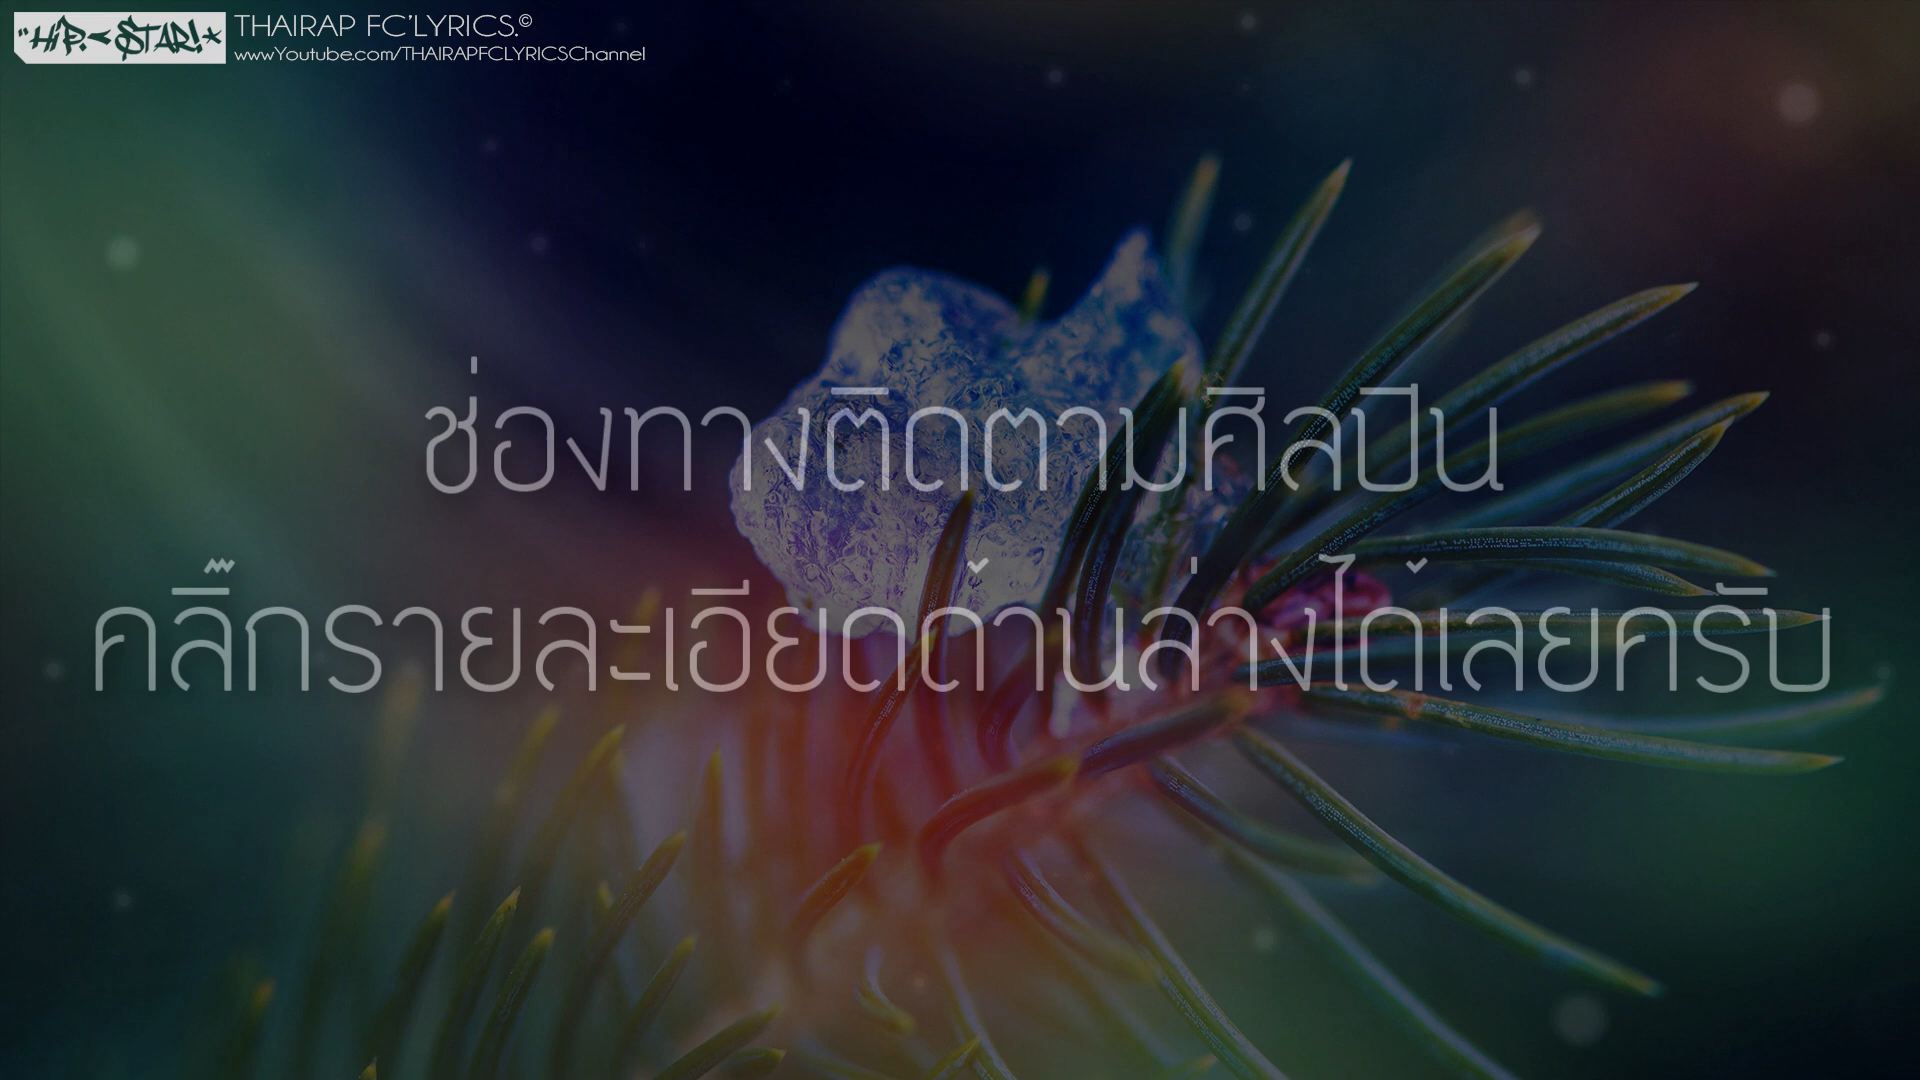 "HIP-STAR!*
THAIRAP FC'LYRICS.©
wwwYoutube.com/THAIRAPFCLYRICSChannel
ช่องทางติดตามศิลปิน
คลิ๊กรายละเอียดด้านล่างได้เลยครับ